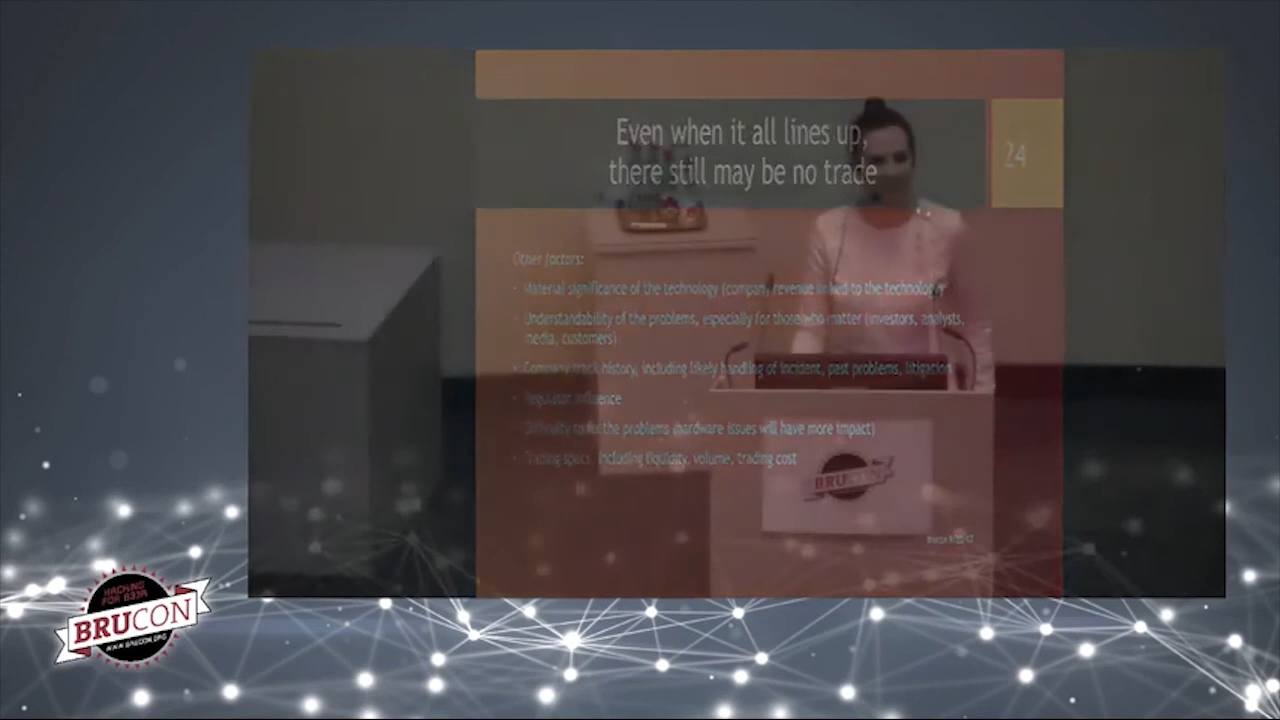 Even when it all lines up,
there still may be no trade
24
Other factors:
· Material significance of the technology (company revenue linked to the technology)
· Understandability of the problems, especially for those who matter (investors, analysts,
media, customers)
· Company track history, including likely handling of incident, past problems, litigation
· Regulator influence
· Difficulty to fix the problems (hardware issues will have more impact)
· Trading specs, including liquidity, volume, trading cost
BRUCON
HACKING
FOR B33R
BRUCON
WWW.BRUCON.ORG